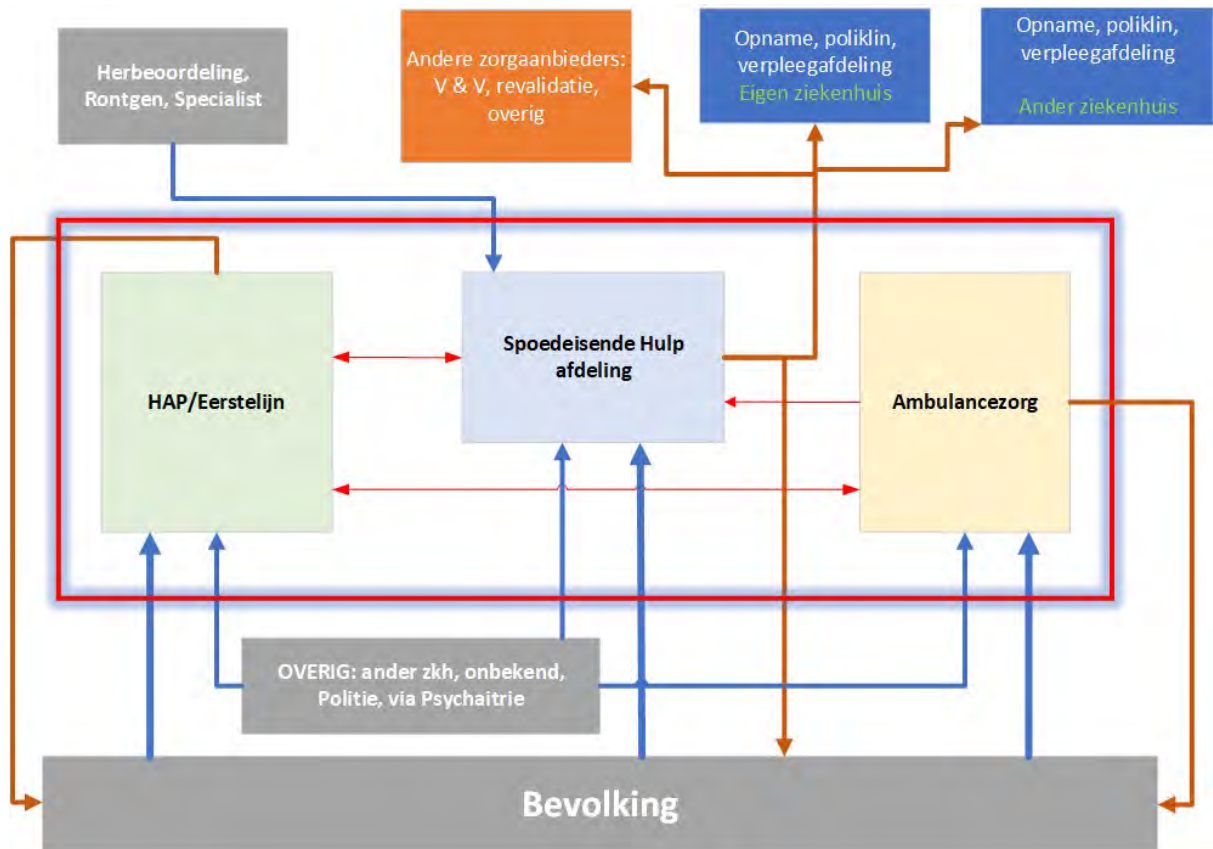 Herbeoordeling,
Rontgen, Specialist
Andere zorgaanbieders:
V & V, revalidatie,
overig
Opname, poliklin,
verpleegafdeling
Eigen ziekenhuis
Opname, poliklin,
verpleegafdeling
Ander ziekenhuis
HAP/Eerstelijn
Spoedeisende Hulp
afdeling
Ambulancezorg
OVERIG: ander zkh, onbekend,
Politie, via Psychaitrie
Bevolking